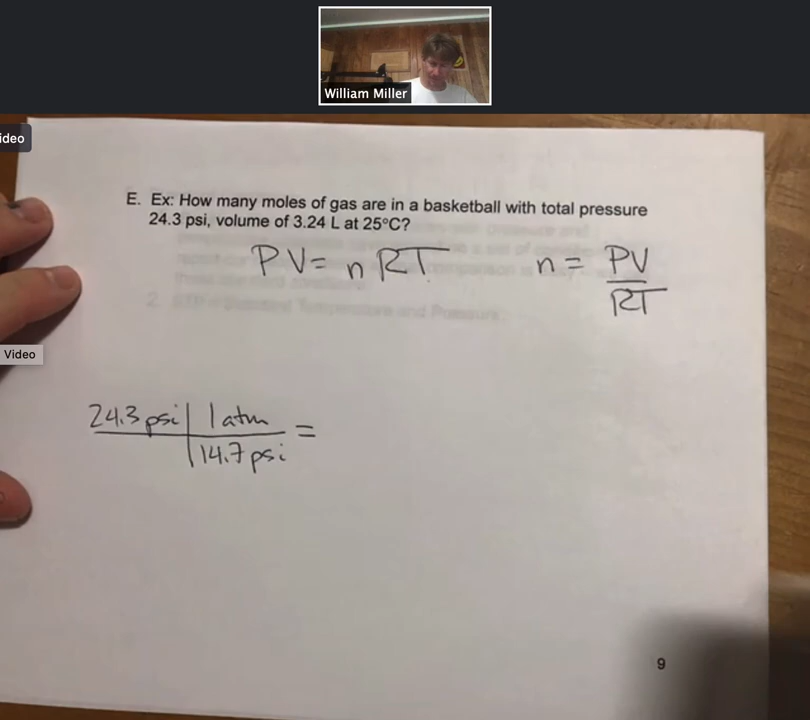 William Miller
ideo
E. Ex: How many moles of gas are in a basketball with total pressure
24.3 psi, volume of 3.24 L at 25°C?
PV = nRT
n = PV
RT
Video
24.3 psi | 1 atm =
14.7 psi
9